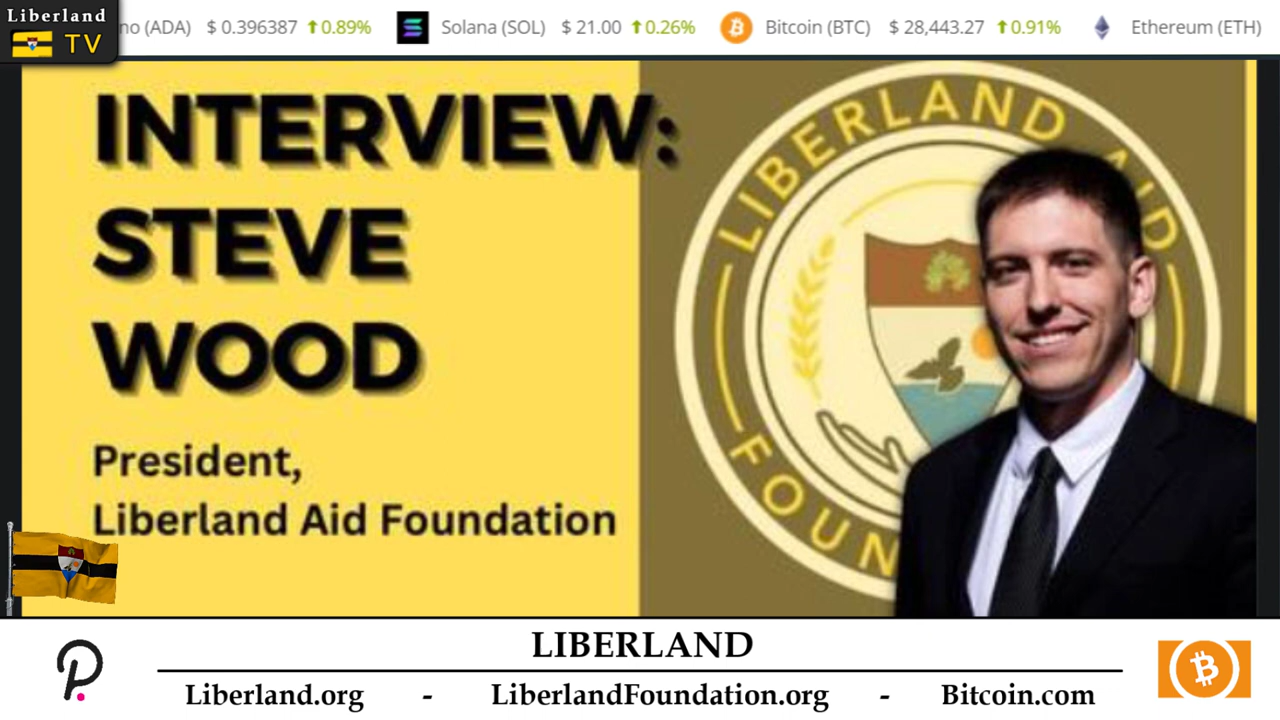 Liberland
TV
no (ADA) $ 0.396387 0.89% Solana (SOL) $ 21.00 0.26% Bitcoin (BTC) $ 28,443.27 0.91% Ethereum (ETH)
INTERVIEW:
STEVE
WOOD
President,
Liberland Aid Foundation
LIBERLAND AID
FOUN
LIBERLAND
Liberland.org - LiberlandFoundation.org - Bitcoin.com